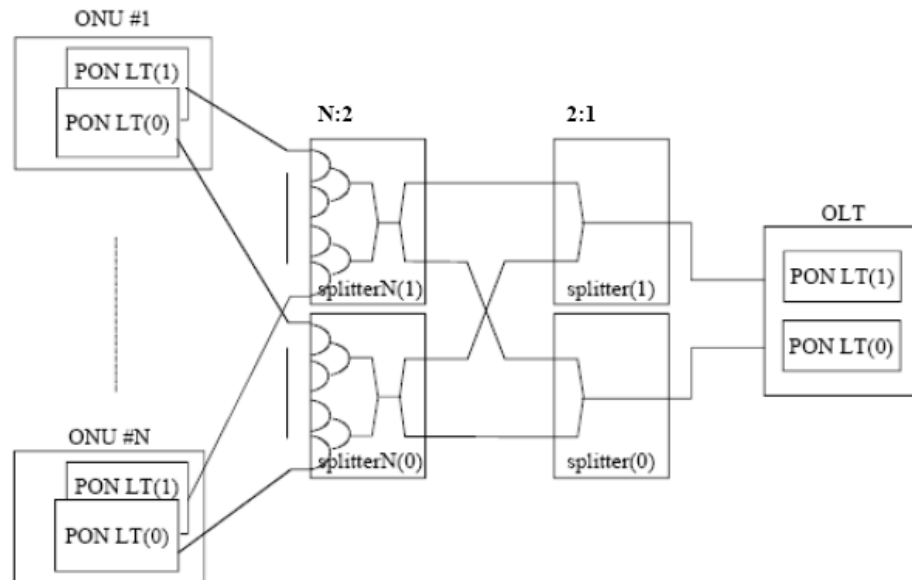 ONU #1
PON LT(1)
PON LT(0)
N:2
2:1
splitterN(1)
splitter(1)
OLT
PON LT(1)
PON LT(0)
splitterN(0)
splitter(0)
ONU #N
PON LT(1)
PON LT(0)